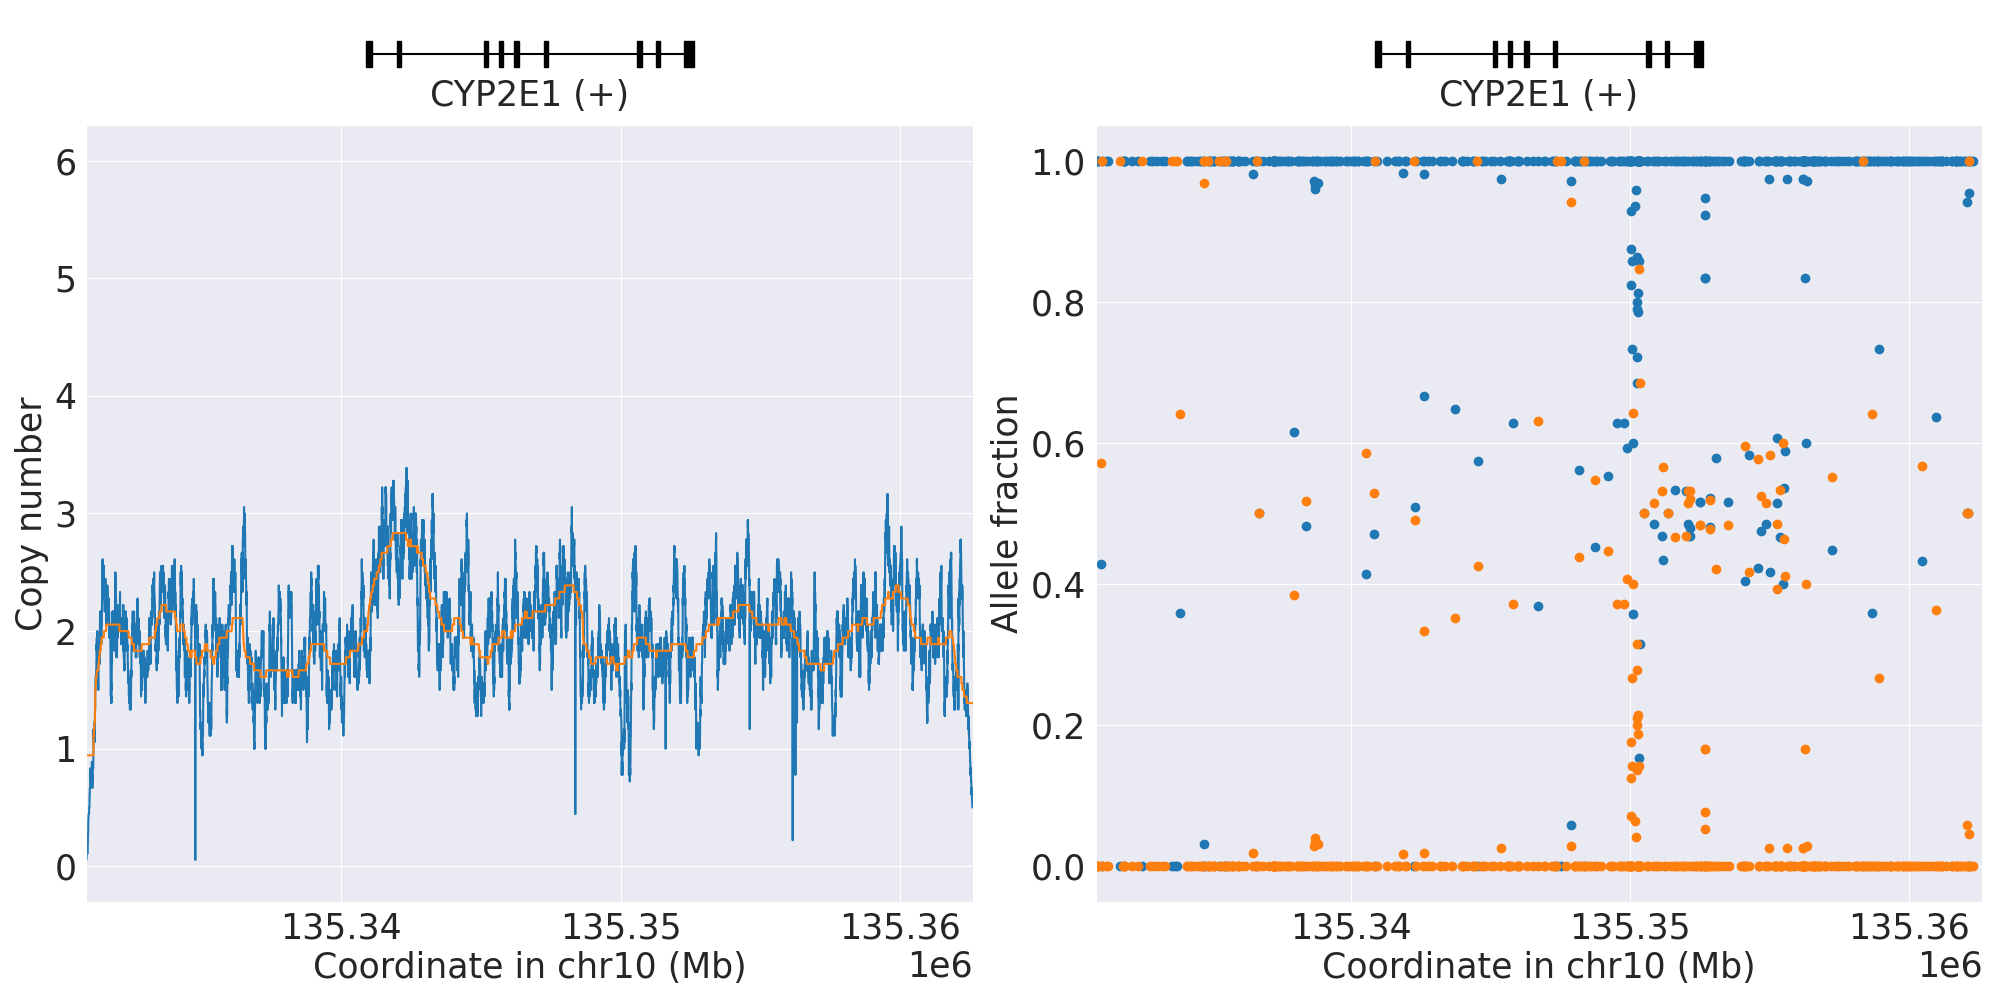 CYP2E1 (+)
6
5
4
3
2
1
0
Copy number
135.34 135.35 135.36
Coordinate in chr10 (Mb)
1e6
CYP2E1 (+)
1.0
0.8
0.6
0.4
0.2
0.0
Allele fraction
135.34 135.35 135.36
Coordinate in chr10 (Mb)
1e6